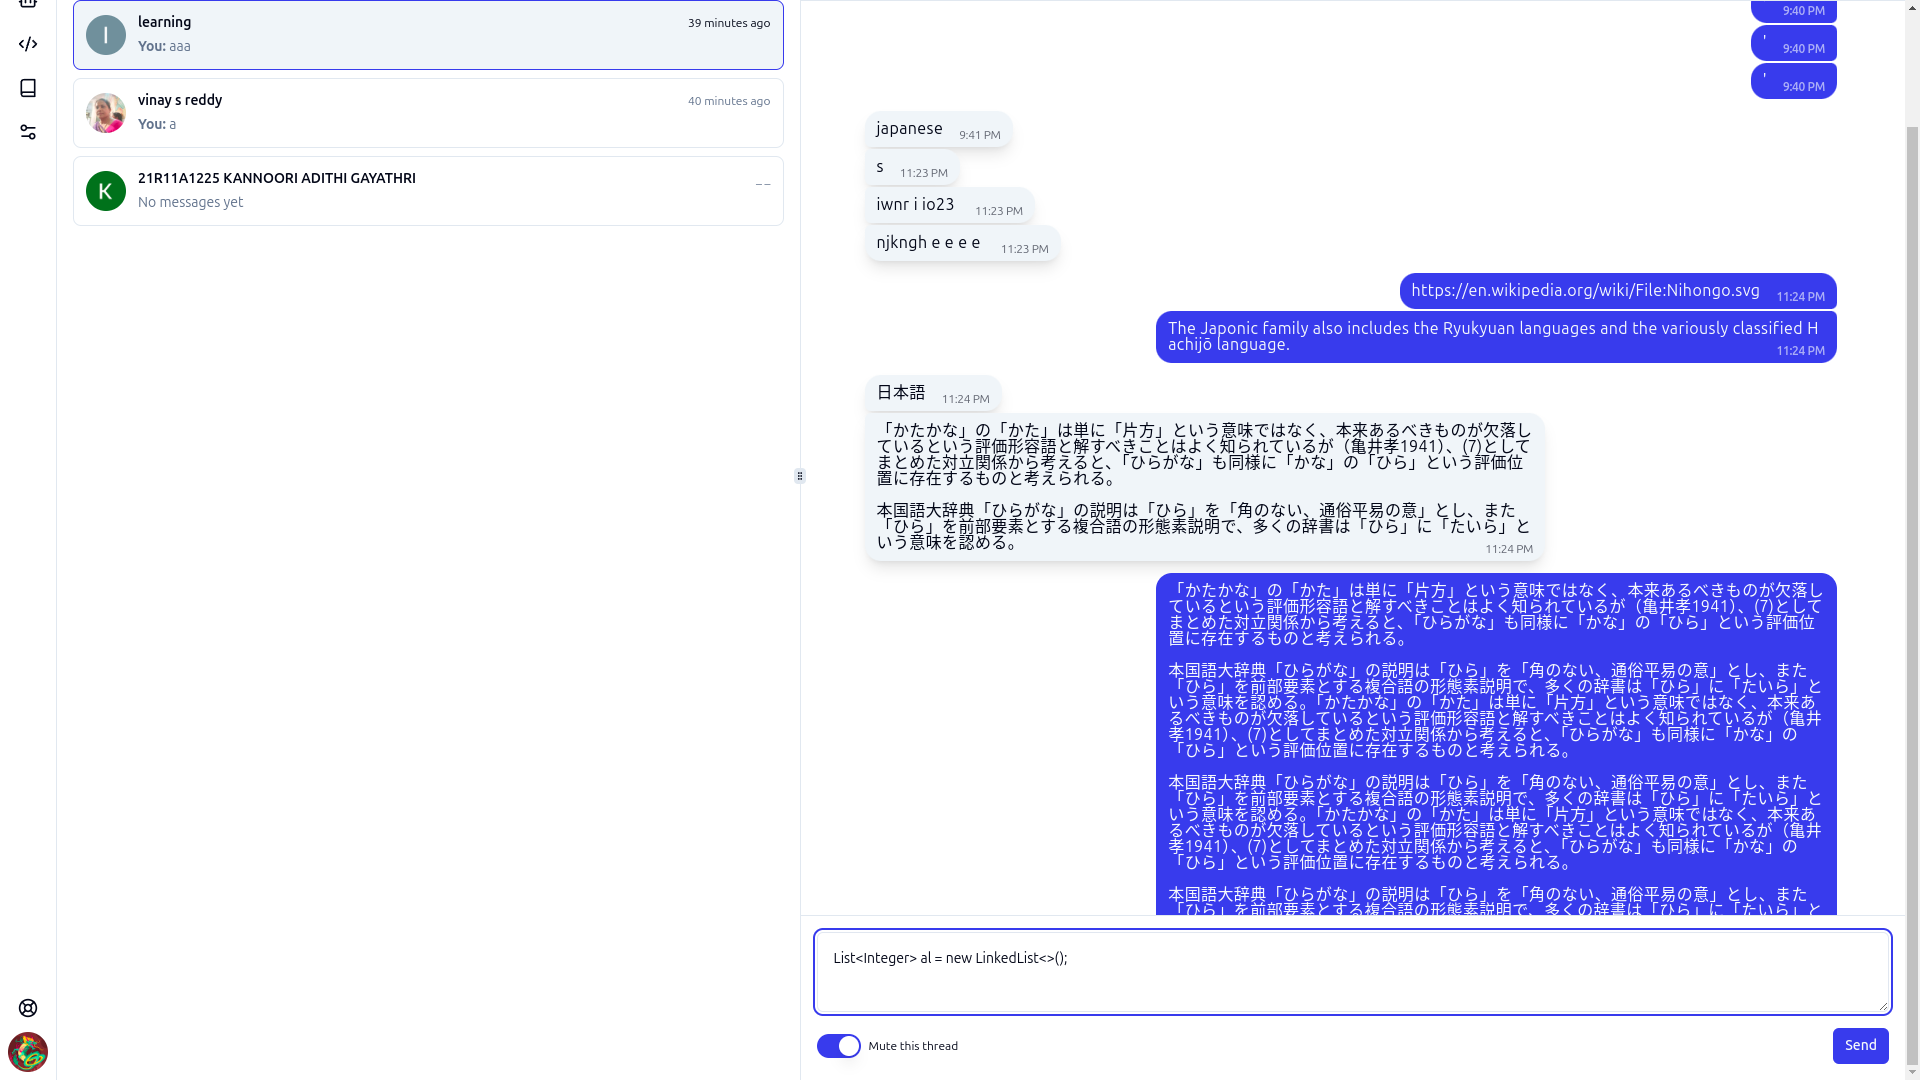 learning
39 minutes ago
You: aaa
vinay s reddy
40 minutes ago
You: a
21R11A1225 KANNOORI ADITHI GAYATHRI
--
No messages yet
9:40 PM
' 9:40 PM
' 9:40 PM
japanese 9:41 PM
s 11:23 PM
iwnr i io23 11:23 PM
njkngh e e e e 11:23 PM
https://en.wikipedia.org/wiki/File:Nihongo.svg 11:24 PM
The Japonic family also includes the Ryukyuan languages and the variously classified H
achijō language.
11:24 PM
日本語 11:24 PM
「かたかな」の「かた」は単に「片方」という意味ではなく、本来あるべきものが欠落し
ているという評価形容語と解すべきことはよく知られているが（亀井孝1941）、(7)として
まとめた対立関係から考えると、「ひらがな」も同様に「かな」の「ひら」という評価位
置に存在するものと考えられる。
本国語大辞典「ひらがな」の説明は「ひら」を「角のない、通俗平易の意」とし、また
「ひら」を前部要素とする複合語の形態素説明で、多くの辞書は「ひら」に「たいら」と
いう意味を認める。
11:24 PM
「かたかな」の「かた」は単に「片方」という意味ではなく、本来あるべきものが欠落し
ているという評価形容語と解すべきことはよく知られているが（亀井孝1941）、(7)として
まとめた対立関係から考えると、「ひらがな」も同様に「かな」の「ひら」という評価位
置に存在するものと考えられる。
本国語大辞典「ひらがな」の説明は「ひら」を「角のない、通俗平易の意」とし、また
「ひら」を前部要素とする複合語の形態素説明で、多くの辞書は「ひら」に「たいら」と
いう意味を認める。「かたかな」の「かた」は単に「片方」という意味ではなく、本来あ
るべきものが欠落しているという評価形容語と解すべきことはよく知られているが（亀井
孝1941）、(7)としてまとめた対立関係から考えると、「ひらがな」も同様に「かな」の
「ひら」という評価位置に存在するものと考えられる。
本国語大辞典「ひらがな」の説明は「ひら」を「角のない、通俗平易の意」とし、また
「ひら」を前部要素とする複合語の形態素説明で、多くの辞書は「ひら」に「たいら」と
いう意味を認める。「かたかな」の「かた」は単に「片方」という意味ではなく、本来あ
るべきものが欠落しているという評価形容語と解すべきことはよく知られているが（亀井
孝1941）、(7)としてまとめた対立関係から考えると、「ひらがな」も同様に「かな」の
「ひら」という評価位置に存在するものと考えられる。
本国語大辞典「ひらがな」の説明は「ひら」を「角のない、通俗平易の意」とし、また
「ひら」を前部要素とする複合語の形態素説明で、多くの辞書は「ひら」に「たいら」と
List<Integer> al = new LinkedList<>();
Mute this thread
Send